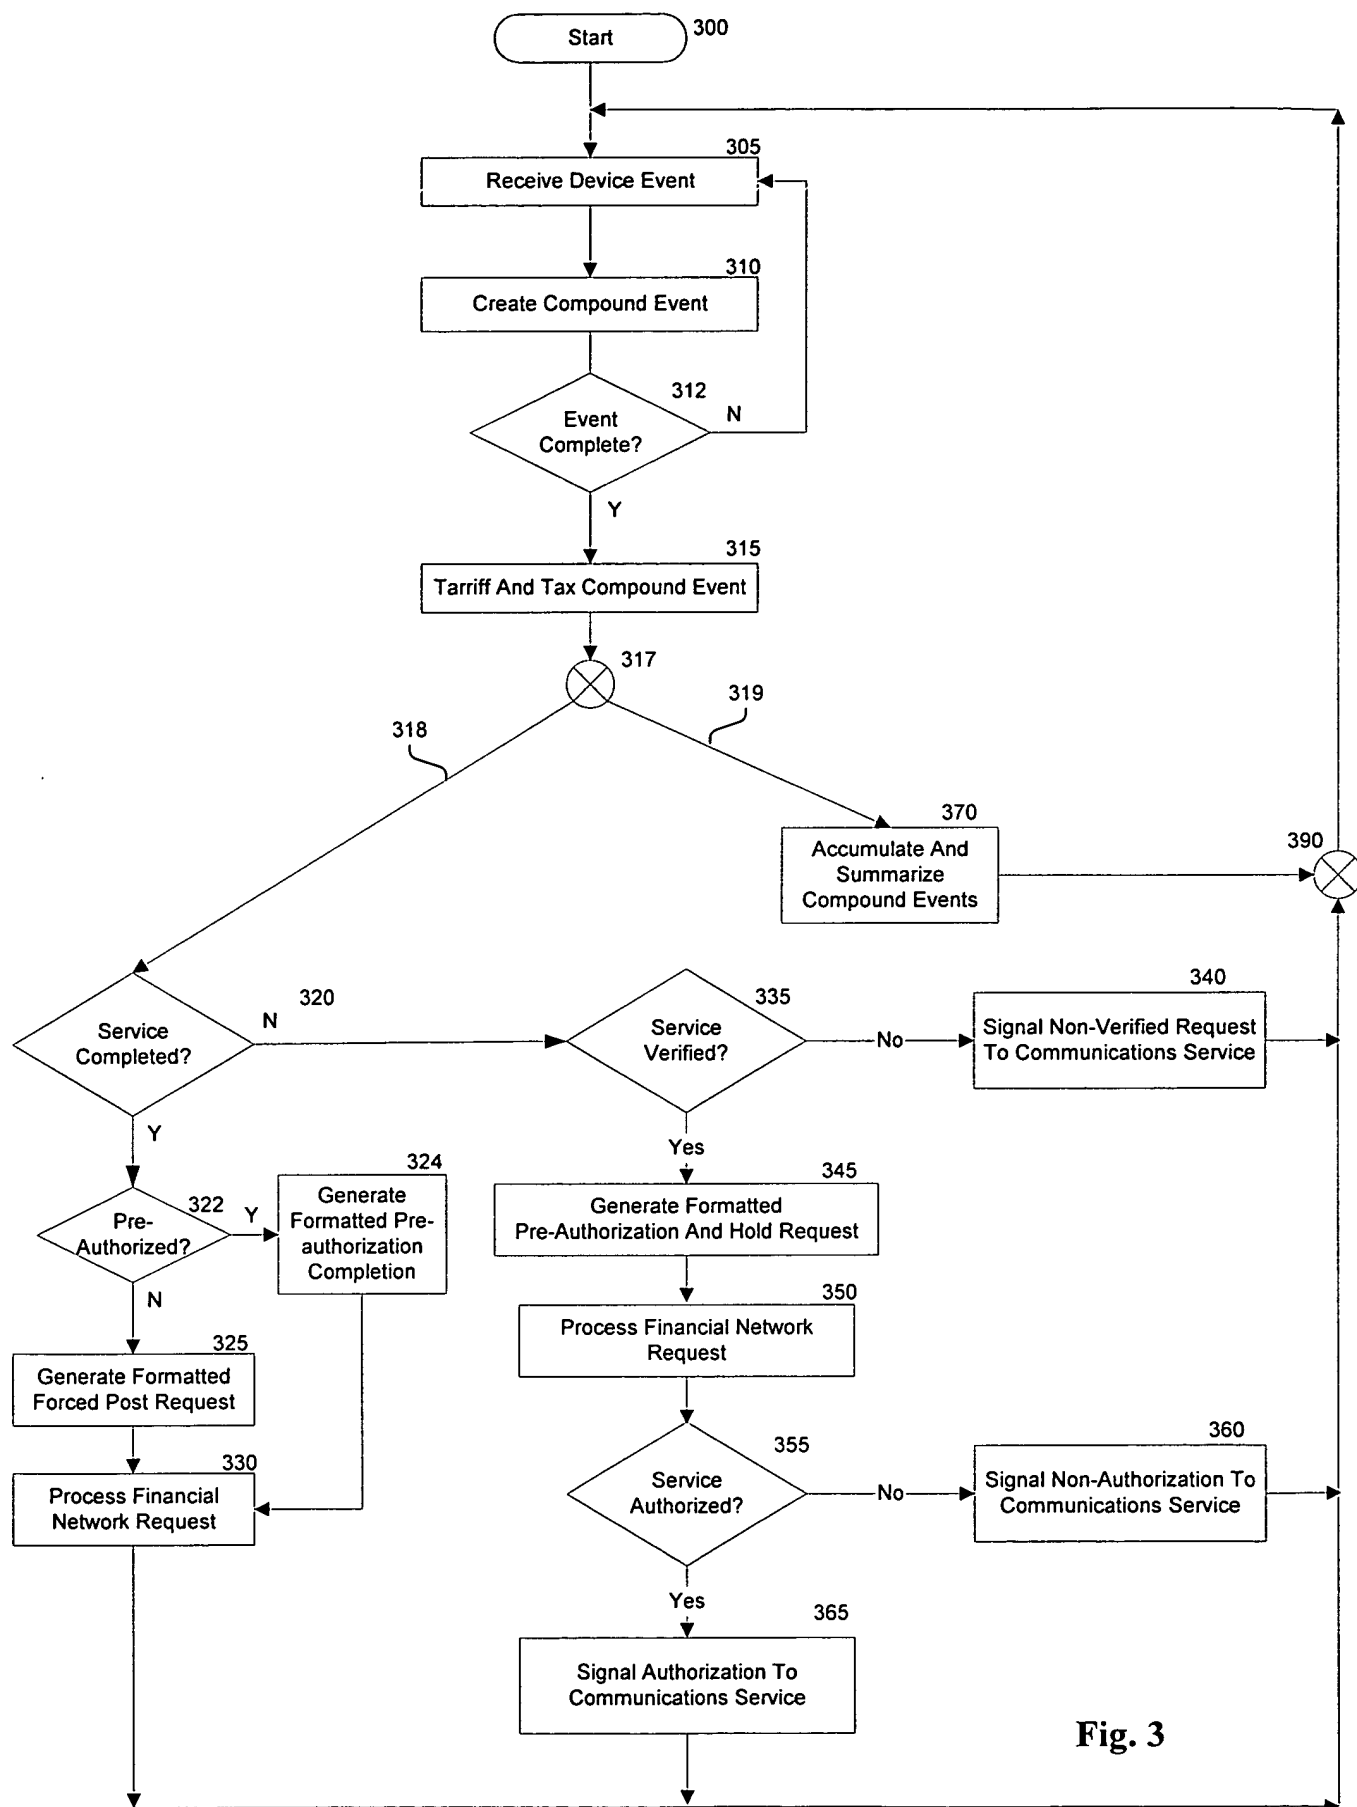 Start
300
305
Receive Device Event
310
Create Compound Event
312
Event
Complete?
N
Y
315
Tarriff And Tax Compound Event
317
318
319
370
Accumulate And
Summarize
Compound Events
390
320
Service
Completed?
N
Y
335
Service
Verified?
No
Yes
340
Signal Non-Verified Request
To Communications Service
322
Pre-
Authorized?
Y
N
324
Generate
Formatted Pre-
authorization
Completion
345
Generate Formatted
Pre-Authorization And Hold Request
350
Process Financial Network
Request
325
Generate Formatted
Forced Post Request
330
Process Financial
Network Request
355
Service
Authorized?
No
Yes
360
Signal Non-Authorization To
Communications Service
365
Signal Authorization To
Communications Service
Fig. 3